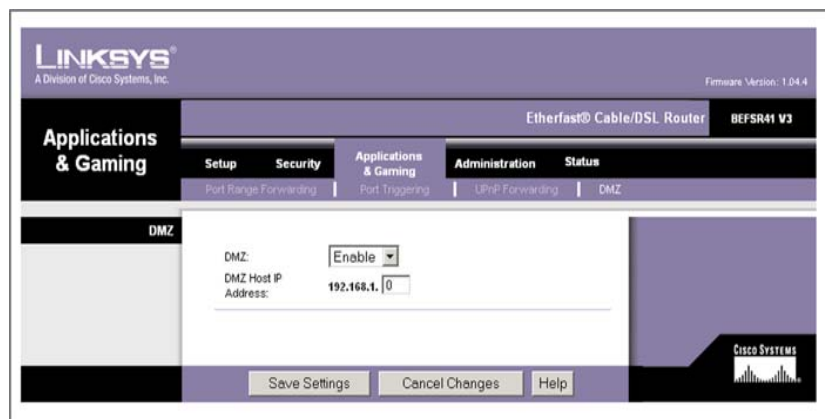 LINKSYS®
A Division of Cisco Systems, Inc.
Firmware Version: 1.04.4
Etherfast® Cable/DSL Router BEFSR41 V3
Applications
& Gaming
Setup Security Applications
& Gaming Administration Status
Port Range Forwarding Port Triggering UPnP Forwarding DMZ
DMZ
DMZ: Enable
DMZ Host IP
Address: 192.168.1. 0
CISCO SYSTEMS
Save Settings Cancel Changes Help